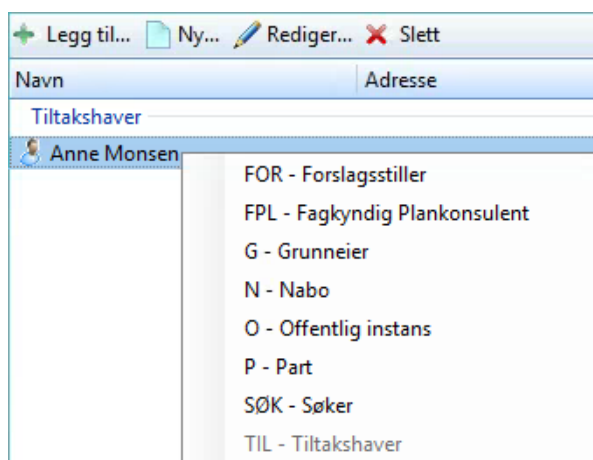 Legg til... Ny... Rediger... Slett
Navn Adresse
Tiltakshaver
Anne Monsen
FOR - Forslagsstiller
FPL - Fagkyndig Plankonsulent
G - Grunneier
N - Nabo
O - Offentlig instans
P - Part
SØK - Søker
TIL - Tiltakshaver